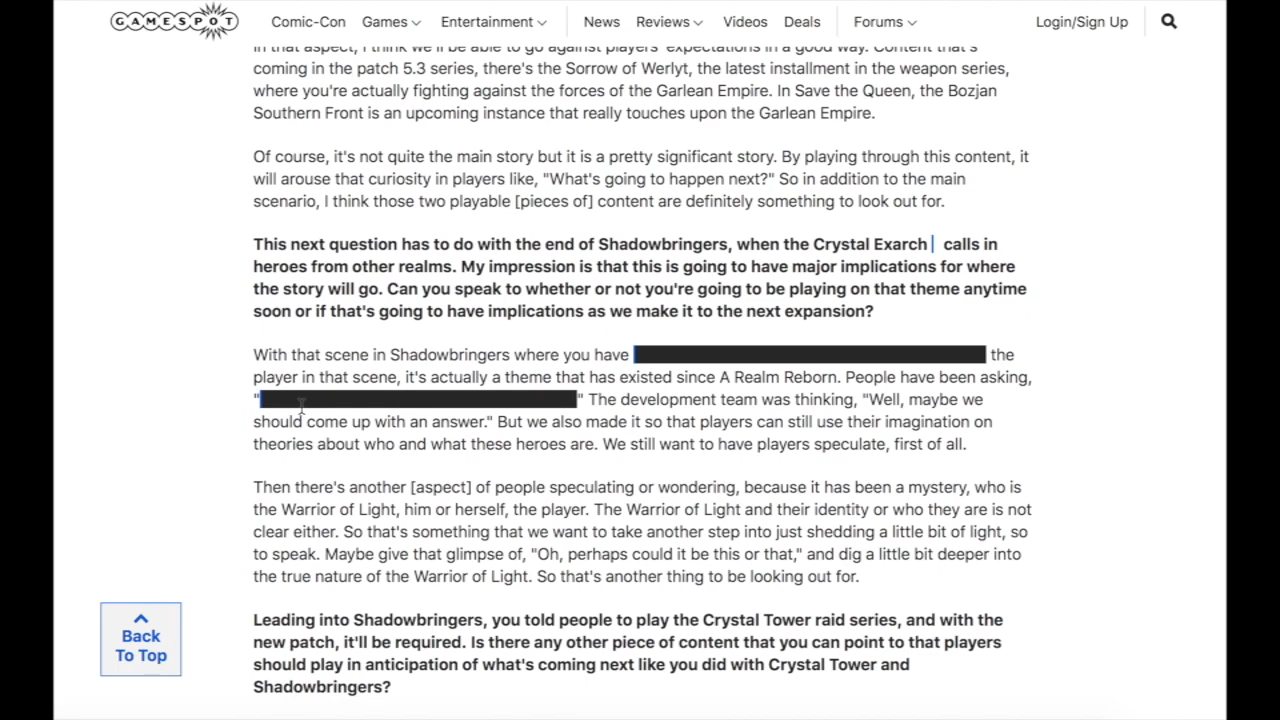 GAMESPOT
Comic-Con Games Entertainment News Reviews Videos Deals Forums Login/Sign Up
In that aspect, I think we'll be able to go against players' expectations in a good way. Content that's
coming in the patch 5.3 series, there's the Sorrow of Werlyt, the latest installment in the weapon series,
where you're actually fighting against the forces of the Garlean Empire. In Save the Queen, the Bozjan
Southern Front is an upcoming instance that really touches upon the Garlean Empire.
Of course, it's not quite the main story but it is a pretty significant story. By playing through this content, it
will arouse that curiosity in players like, "What's going to happen next?" So in addition to the main
scenario, I think those two playable [pieces of] content are definitely something to look out for.
This next question has to do with the end of Shadowbringers, when the Crystal Exarch calls in
heroes from other realms. My impression is that this is going to have major implications for where
the story will go. Can you speak to whether or not you're going to be playing on that theme anytime
soon or if that's going to have implications as we make it to the next expansion?
With that scene in Shadowbringers where you have the
player in that scene, it's actually a theme that has existed since A Realm Reborn. People have been asking,
" " The development team was thinking, "Well, maybe we
should come up with an answer." But we also made it so that players can still use their imagination on
theories about who and what these heroes are. We still want to have players speculate, first of all.
Then there's another [aspect] of people speculating or wondering, because it has been a mystery, who is
the Warrior of Light, him or herself, the player. The Warrior of Light and their identity or who they are is not
clear either. So that's something that we want to take another step into just shedding a little bit of light, so
to speak. Maybe give that glimpse of, "Oh, perhaps could it be this or that," and dig a little bit deeper into
the true nature of the Warrior of Light. So that's another thing to be looking out for.
Leading into Shadowbringers, you told people to play the Crystal Tower raid series, and with the
new patch, it'll be required. Is there any other piece of content that you can point to that players
should play in anticipation of what's coming next like you did with Crystal Tower and
Shadowbringers?
Back
To Top